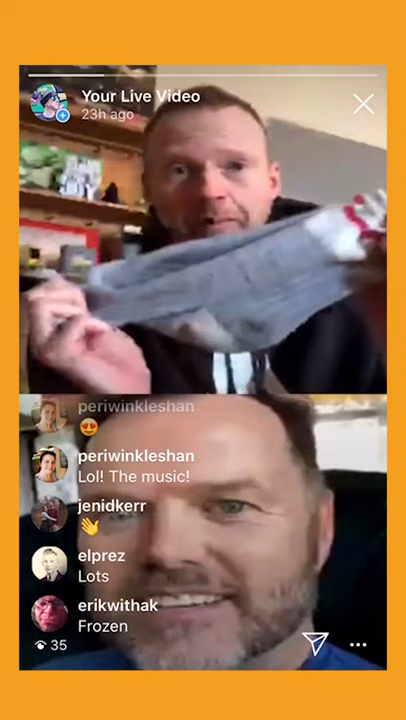 Your Live Video
23h ago
periwinkleshan
😍
periwinkleshan
Lol! The music!
jenidkerr
👋
elprez
Lots
erikwithak
Frozen
35